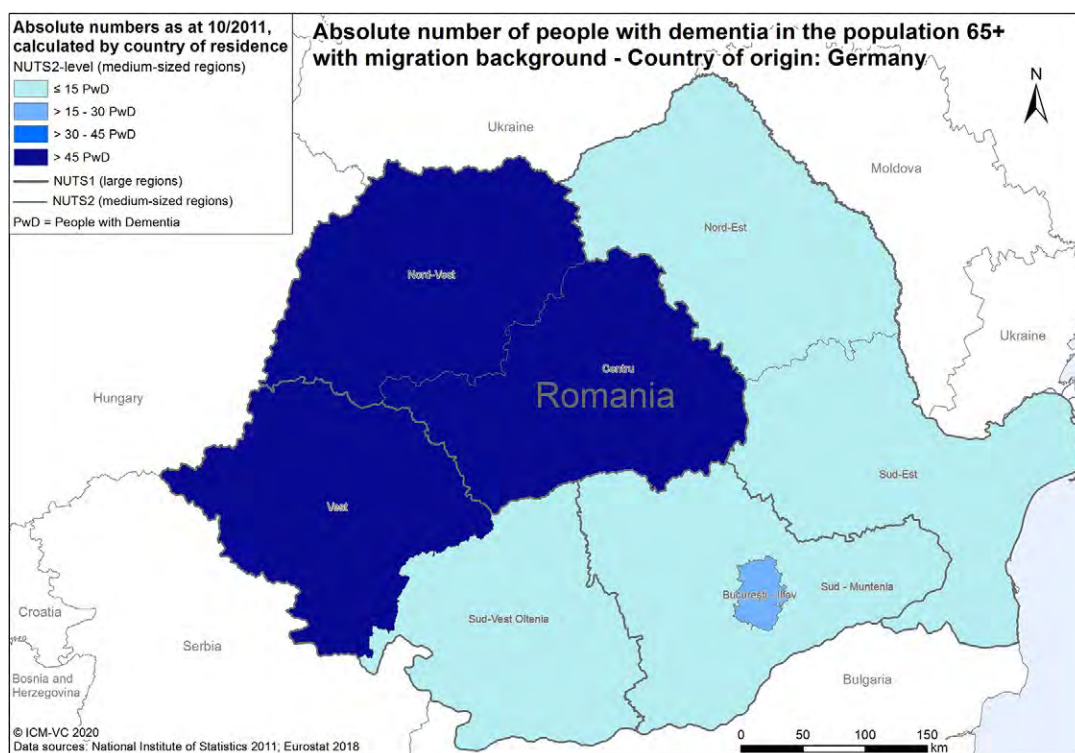 Absolute numbers as at 10/2011,
calculated by country of residence
NUTS2-level (medium-sized regions)
≤ 15 PwD
> 15 - 30 PwD
> 30 - 45 PwD
> 45 PwD
NUTS1 (large regions)
NUTS2 (medium-sized regions)
PwD = People with Dementia
Absolute number of people with dementia in the population 65+
with migration background - Country of origin: Germany
N
Ukraine
Moldova
Nord-Est
Nord-Vest
Ukraine
Centru
Romania
Hungary
Sud-Est
Vest
Bucureşti - Ilfov
Sud - Muntenia
Croatia
Sud-Vest Oltenia
Serbia
Bosnia and
Herzegovina
Bulgaria
© ICM-VC 2020
Data sources: National Institute of Statistics 2011; Eurostat 2018
0 50 100 150
km